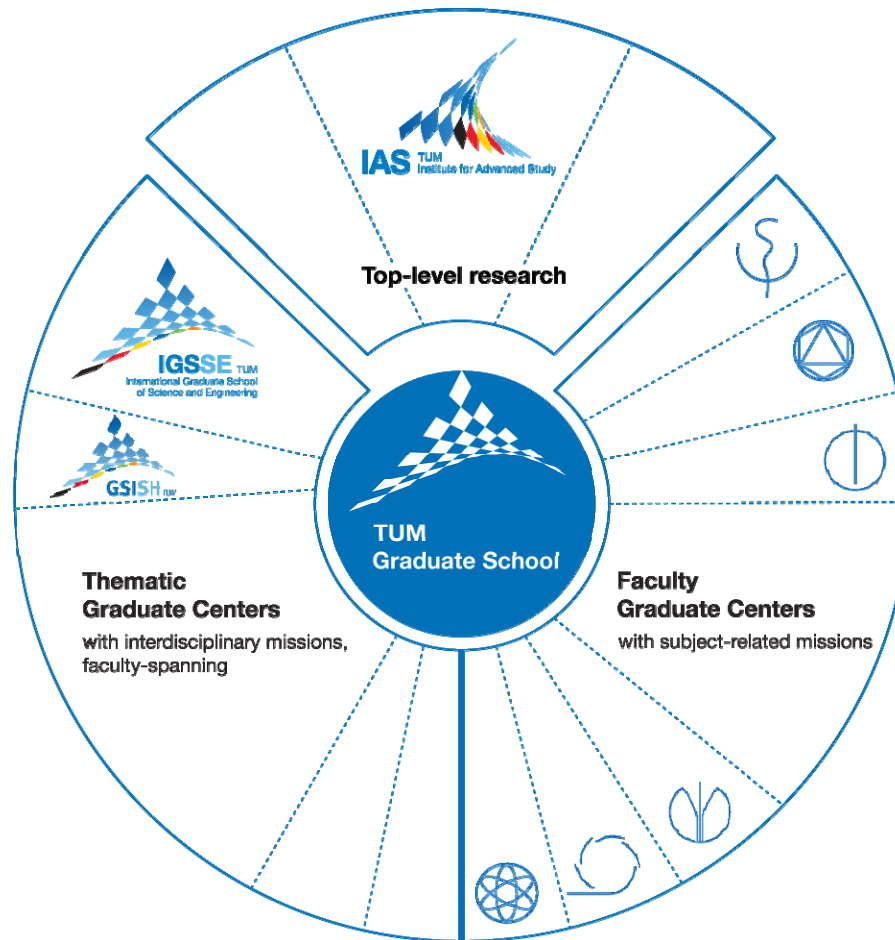 IAS TUM
Institute for Advanced Study
Top-level research
IGSSE TUM
International Graduate School
of Science and Engineering
GSISH TUM
TUM
Graduate School
Thematic
Graduate Centers
with interdisciplinary missions,
faculty-spanning
Faculty
Graduate Centers
with subject-related missions